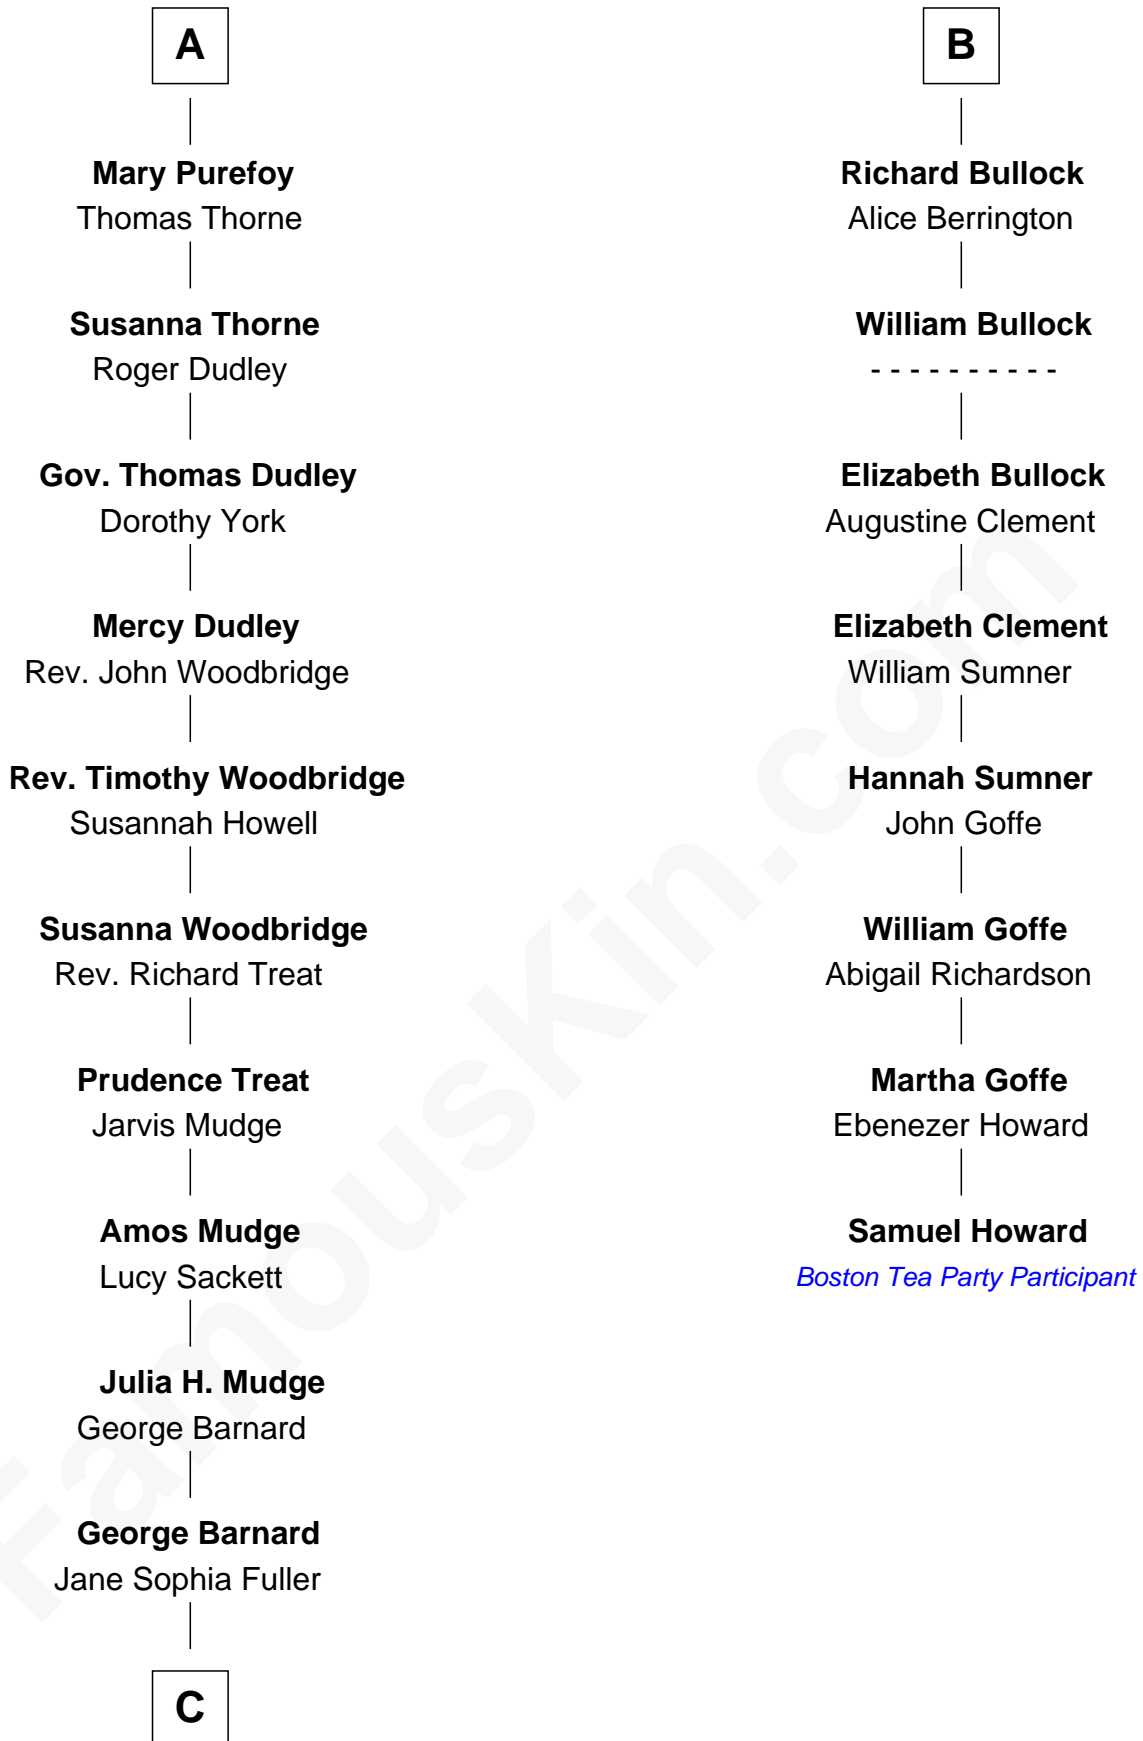 A
Mary Purefoy
Thomas Thorne
Susanna Thorne
Roger Dudley
Gov. Thomas Dudley
Dorothy York
Mercy Dudley
Rev. John Woodbridge
Rev. Timothy Woodbridge
Susannah Howell
Susanna Woodbridge
Rev. Richard Treat
Prudence Treat
Jarvis Mudge
Amos Mudge
Lucy Sackett
Julia H. Mudge
George Barnard
George Barnard
Jane Sophia Fuller
C
B
Richard Bullock
Alice Berrington
William Bullock
- - - - - - - - - -
Elizabeth Bullock
Augustine Clement
Elizabeth Clement
William Sumner
Hannah Sumner
John Goffe
William Goffe
Abigail Richardson
Martha Goffe
Ebenezer Howard
Samuel Howard
Boston Tea Party Participant
FamousKin.com